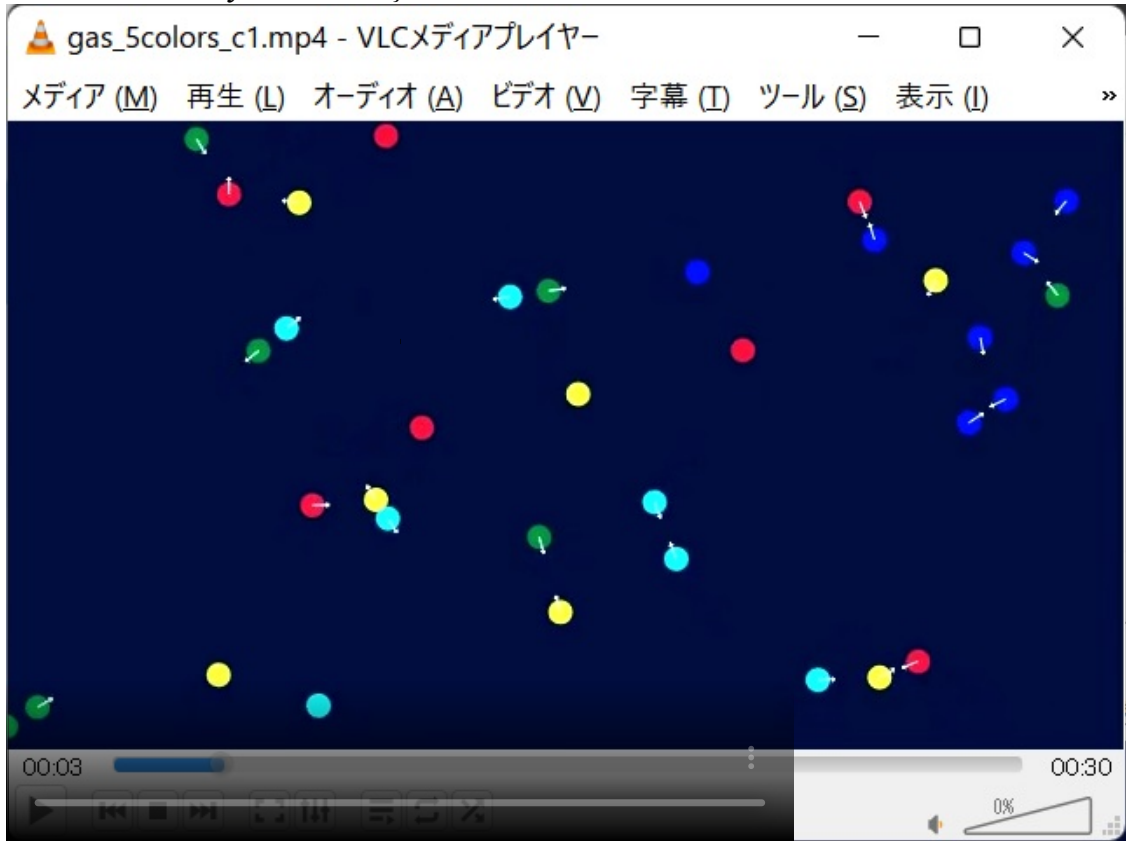 gas_5colors_c1.mp4 - VLCメディアプレイヤー
メディア (M) 再生 (L) オーディオ (A) ビデオ (V) 字幕 (T) ツール (S) 表示 (I) »
00:03 00:30
0%